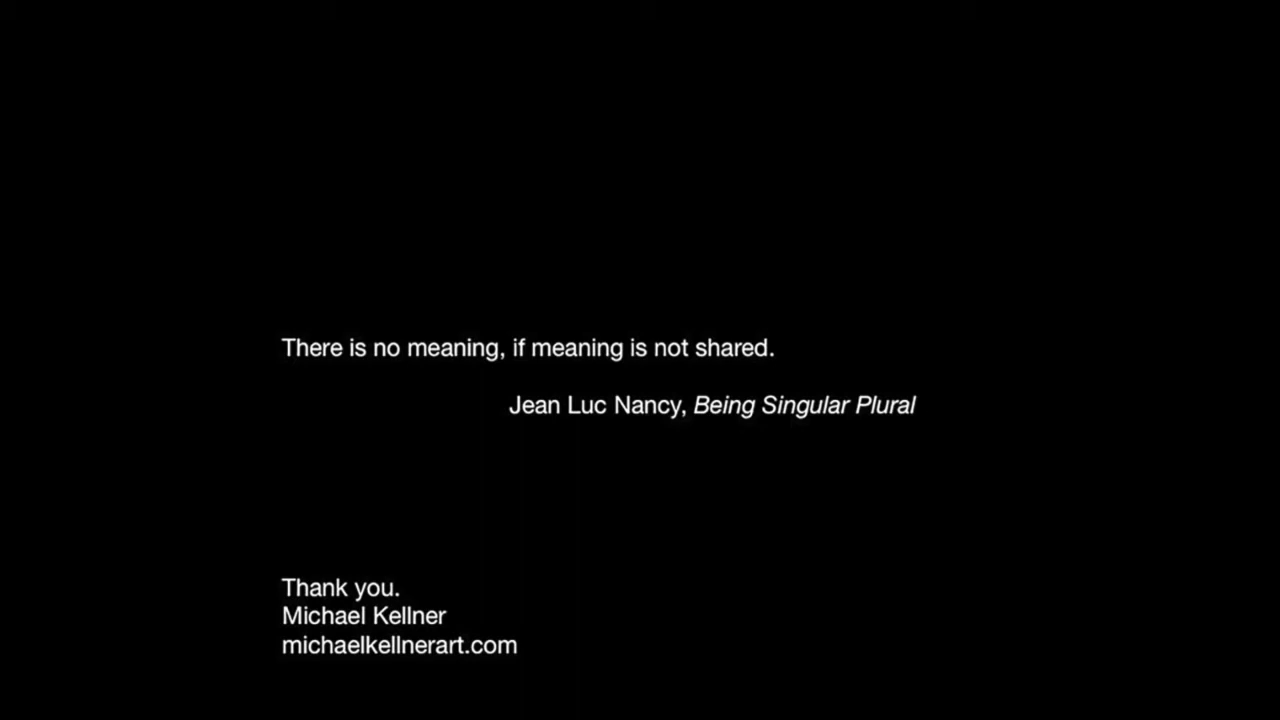 There is no meaning, if meaning is not shared.
Jean Luc Nancy, Being Singular Plural
Thank you.
Michael Kellner
michaelkellnerart.com